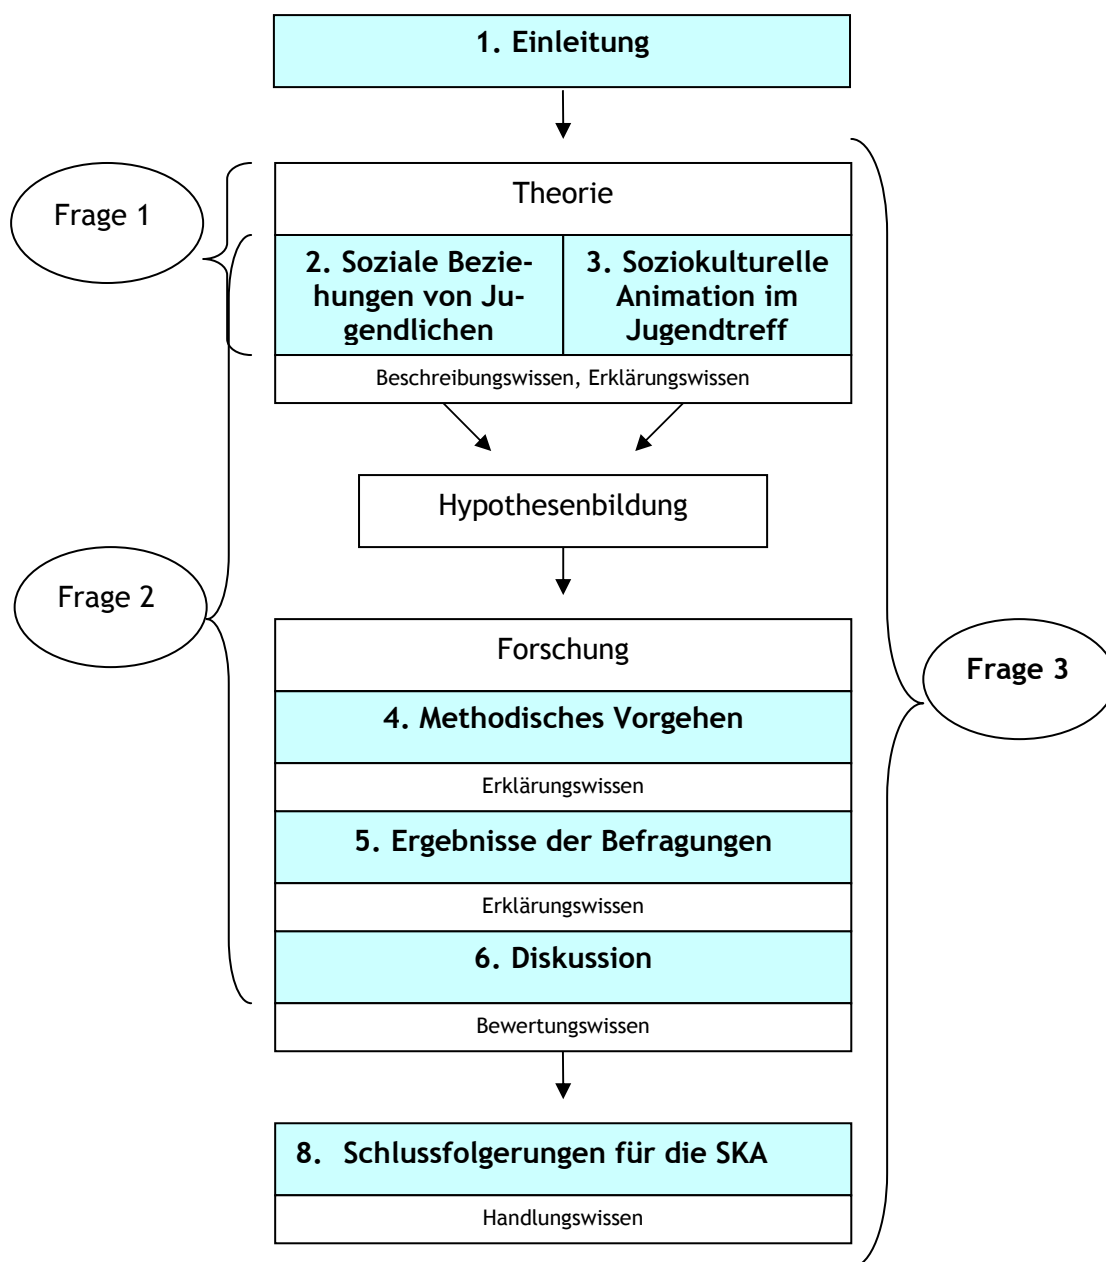 1. Einleitung
Frage 1
Theorie
2. Soziale Bezie-
hungen von Ju-
gendlichen
3. Soziokulturelle
Animation im
Jugendtreff
Beschreibungswissen, Erklärungswissen
Hypothesenbildung
Frage 2
Forschung
Frage 3
4. Methodisches Vorgehen
Erklärungswissen
5. Ergebnisse der Befragungen
Erklärungswissen
6. Diskussion
Bewertungswissen
8. Schlussfolgerungen für die SKA
Handlungswissen